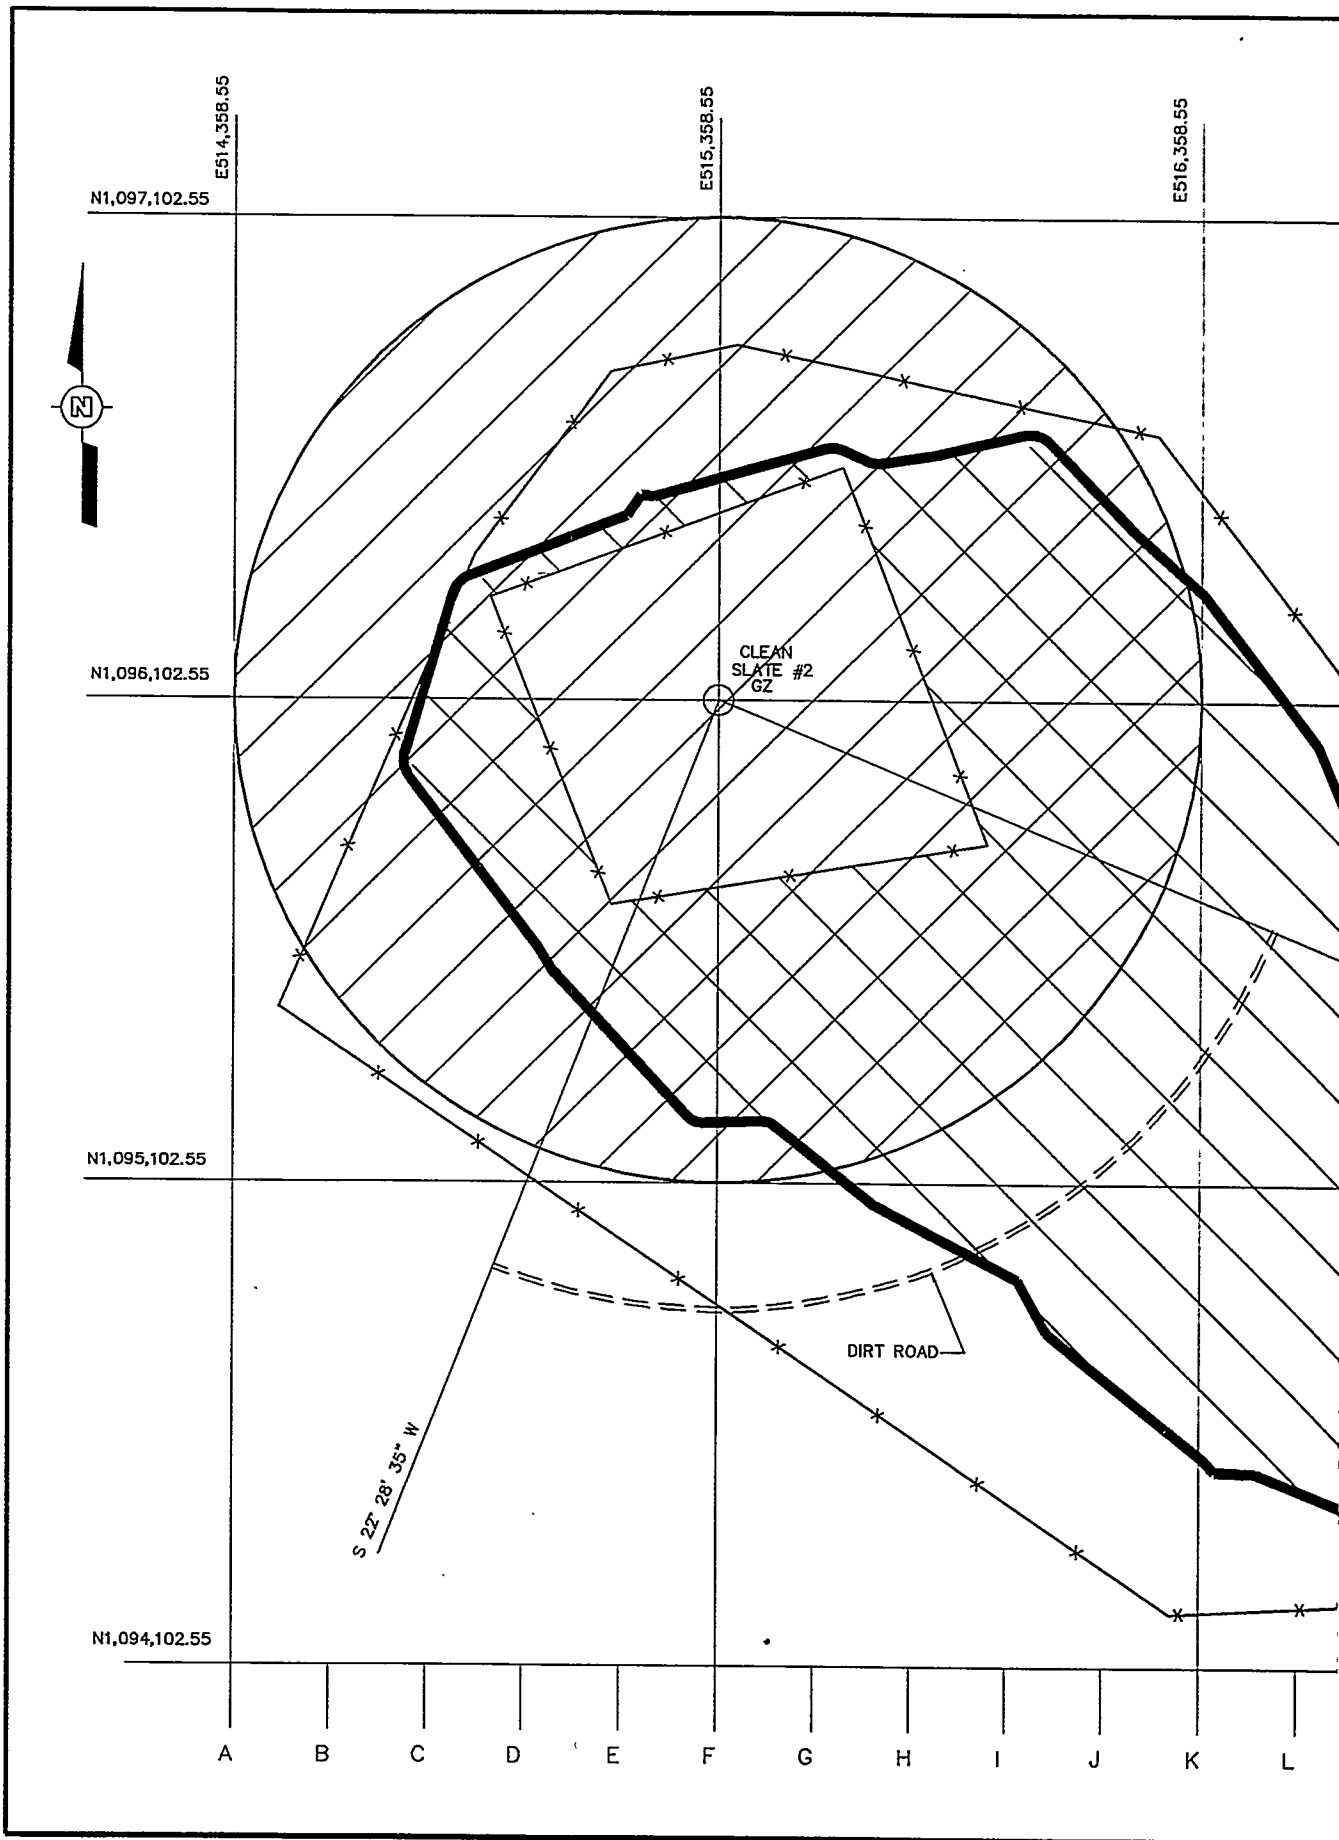 E514,358.55
E515,358.55
E516,358.55
N1,097,102.55
N
CLEAN
SLATE #2
GZ
N1,096,102.55
N1,095,102.55
DIRT ROAD
S 22° 28' 35" W
N1,094,102.55
A B C D E F G H I J K L